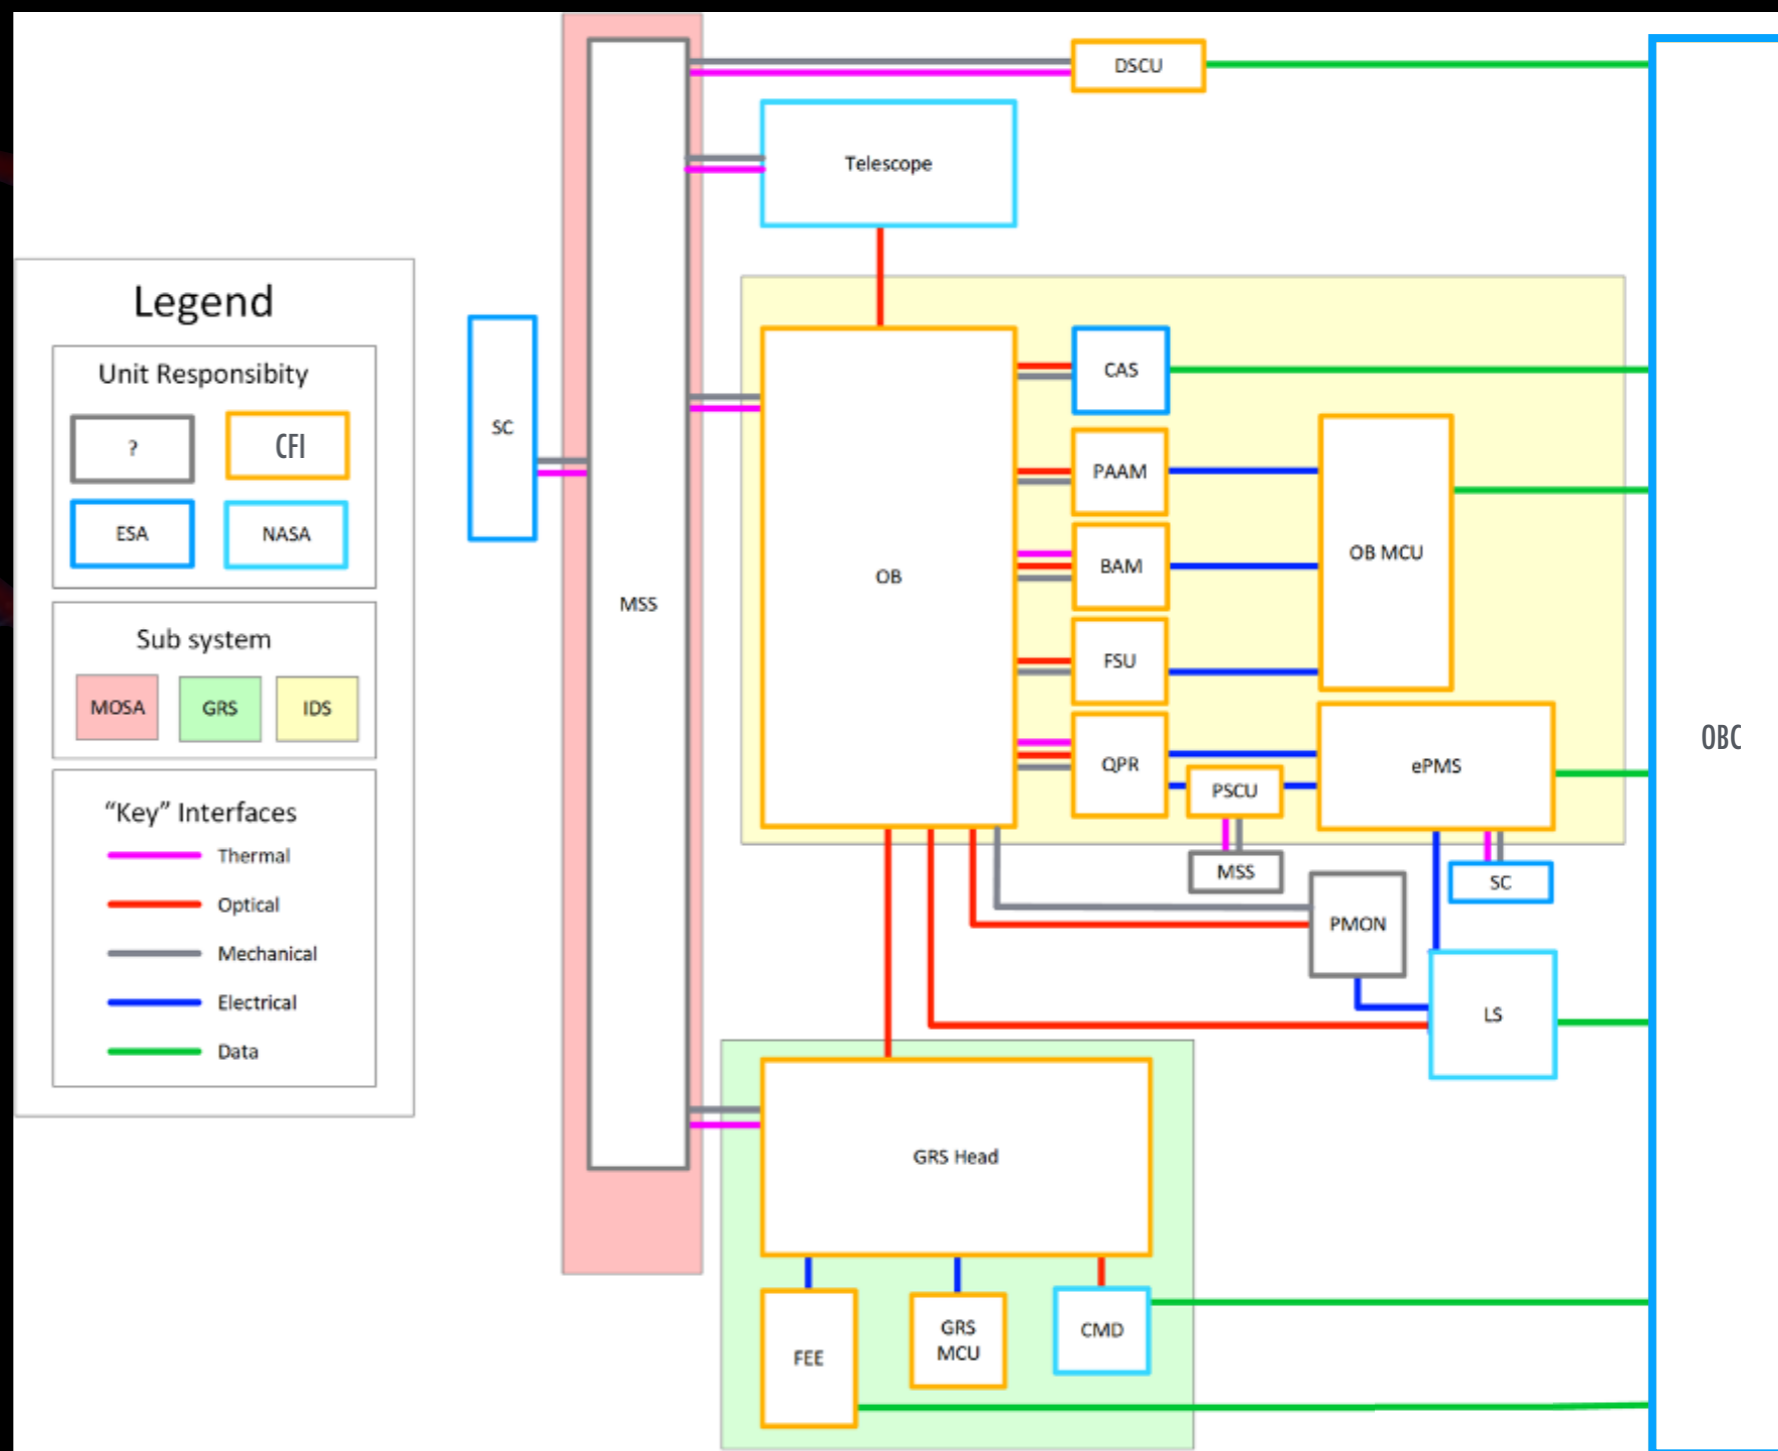 DSCU
Telescope
Legend
Unit Responsibity
?
CFI
ESA
NASA
Sub system
MOSA
GRS
IDS
“Key” Interfaces
Thermal
Optical
Mechanical
Electrical
Data
SC
MSS
OB
CAS
PAAM
BAM
FSU
QPR
OB MCU
PSCU
ePMS
OBC
MSS
SC
PMON
LS
GRS Head
FEE
GRS
MCU
CMD